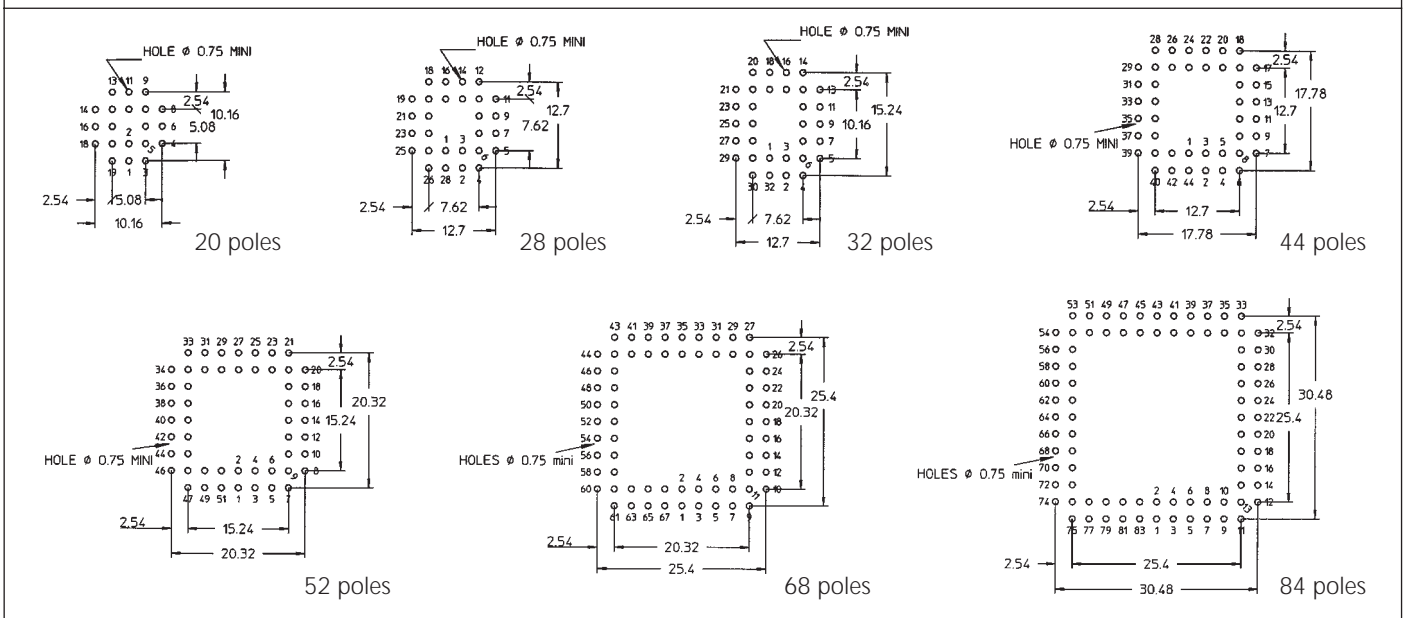 HOLE ϕ 0.75 MINI
13 11 9
2.54
14 8
10.16
16 2 6
5.08
18 5 4
19 1 3
2.54 5.08
10.16
20 poles
HOLE ϕ 0.75 MINI
18 16 14 12
2.54
19 11
12.7
21 9
7.62
23 1 3 7
25 6 5
26 28 2 4
2.54 7.62
12.7
28 poles
HOLE ϕ 0.75 MINI
20 18 16 14
2.54
21 13
15.24
23 11
10.16
25 9
27 1 3 7
29 6 5
30 32 2 4
2.54 7.62
12.7
32 poles
28 26 24 22 20 18
2.54
29 17
31 15
17.78
33 13
12.7
35 11
HOLE ϕ 0.75 MINI
37 1 3 5 9
39 8 7
40 42 44 2 4 6
2.54 12.7
17.78
44 poles
33 31 29 27 25 23 21
2.54
34 20
36 18
20.32
38 16
15.24
40 14
42 12
44 2 4 6 10
HOLE ϕ 0.75 MINI
46 9 8
47 49 51 1 3 5 7
2.54 15.24
20.32
52 poles
43 41 39 37 35 33 31 29 27
2.54
44 26
46 24
48 22
25.4
50 20
20.32
52 18
54 16
56 14
HOLES ϕ 0.75 mini
58 2 4 6 8 12
60 11 10
61 63 65 67 1 3 5 7 9
2.54 20.32
25.4
68 poles
53 51 49 47 45 43 41 39 37 35 33
2.54
54 32
56 30
58 28
60 26
30.48
62 24
25.4
64 22
66 20
68 18
HOLES ϕ 0.75 mini
70 16
72 2 4 6 8 10 14
74 13 12
75 77 79 81 83 1 3 5 7 9 11
2.54 25.4
30.48
84 poles